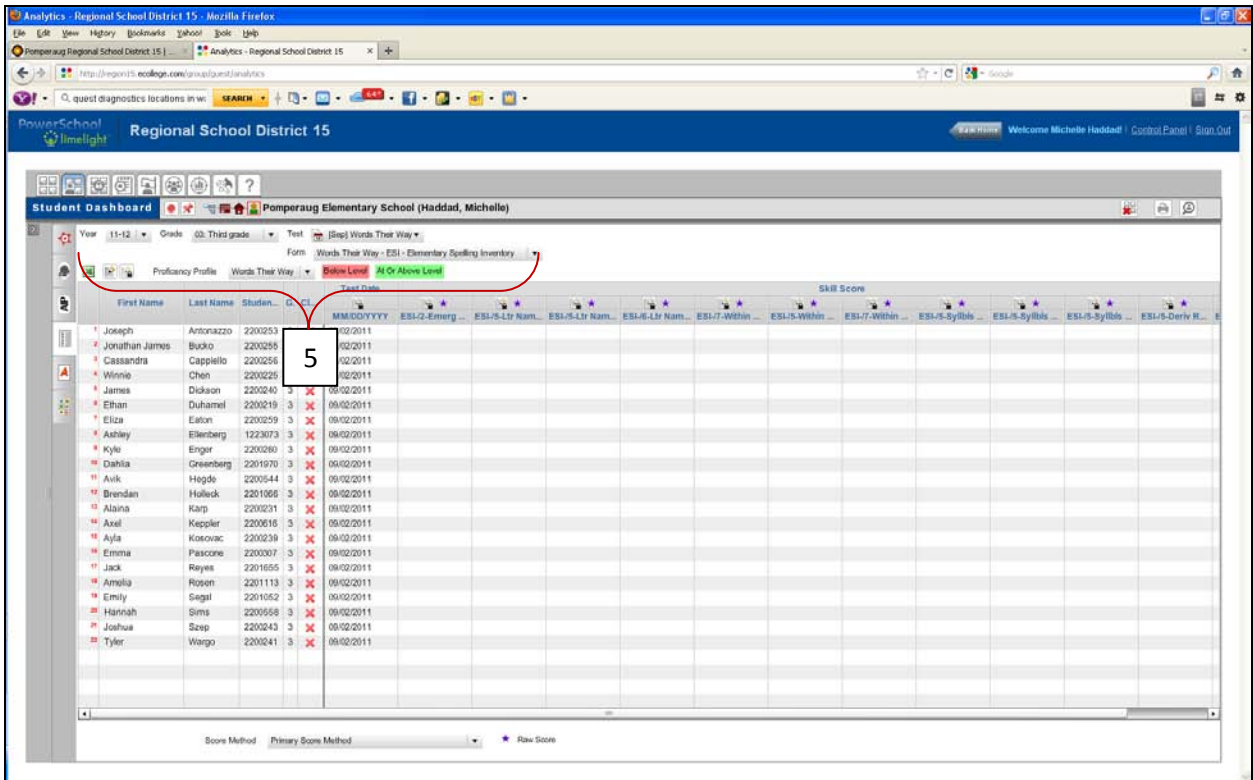 Analytics - Regional School District 15 - Mozilla Firefox
File Edit View History Bookmarks Yahoo! Tools Help
Pomperaug Regional School District 15 | ... Analytics - Regional School District 15
http://region15.ecollege.com/group/guest/analytics Google
quest diagnostics locations in w SEARCH
PowerSchool limelight Regional School District 15 Welcome Michelle Haddad! | Control Panel | Sign Out
Student Dashboard Pomperaug Elementary School (Haddad, Michelle)
Year 11-12 Grade 03: Third grade Test [Sep] Words Their Way
Form Words Their Way - ESI - Elementary Spelling Inventory
Proficiency Profile Words Their Way Below Level At Or Above Level
Test Date Skill Score
First Name Last Name Studen... G.. Cl..
MM/DD/YYYY ESI-/2-Emerg ... ESI-/5-Ltr Nam... ESI-/5-Ltr Nam... ESI-/6-Ltr Nam... ESI-/7-Within ... ESI-/5-Within ... ESI-/7-Within ... ESI-/5-Syllbls ... ESI-/5-Syllbls ... ESI-/5-Syllbls ... ESI-/5-Deriv R... E
1 Joseph Antonazzo 2200253 02/2011
2 Jonathan James Bucko 2200255 02/2011
3 Cassandra Cappiello 2200256 02/2011
5
4 Winnie Chen 2200225 02/2011
5 James Dickson 2200240 3 09/02/2011
6 Ethan Duhamel 2200219 3 09/02/2011
7 Eliza Eaton 2200259 3 09/02/2011
8 Ashley Ellenberg 1223073 3 09/02/2011
9 Kyle Enger 2200260 3 09/02/2011
10 Dahlia Greenberg 2201970 3 09/02/2011
11 Avik Hegde 2200544 3 09/02/2011
12 Brendan Holleck 2201066 3 09/02/2011
13 Alaina Karp 2200231 3 09/02/2011
14 Axel Keppler 2200616 3 09/02/2011
15 Ayla Kosovac 2200239 3 09/02/2011
16 Emma Pascone 2200307 3 09/02/2011
17 Jack Reyes 2201655 3 09/02/2011
18 Amelia Rosen 2201113 3 09/02/2011
19 Emily Segal 2201052 3 09/02/2011
20 Hannah Sims 2200558 3 09/02/2011
21 Joshua Szep 2200243 3 09/02/2011
22 Tyler Wargo 2200241 3 09/02/2011
Score Method Primary Score Method Raw Score